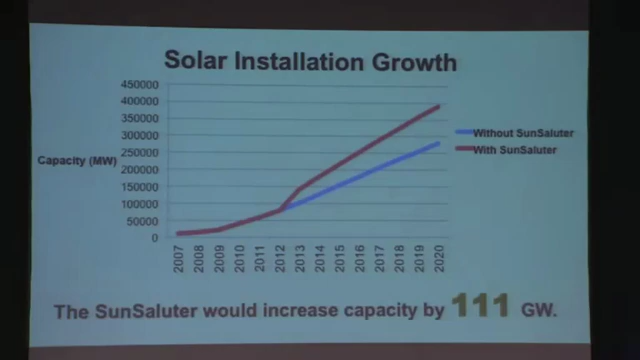 Solar Installation Growth
450000
400000
350000
300000
250000
200000
150000
100000
50000
0
Capacity (MW)
2007 2008 2009 2010 2011 2012 2013 2014 2015 2016 2017 2018 2019 2020
Without SunSaluter
With SunSaluter
The SunSaluter would increase capacity by 111 GW.